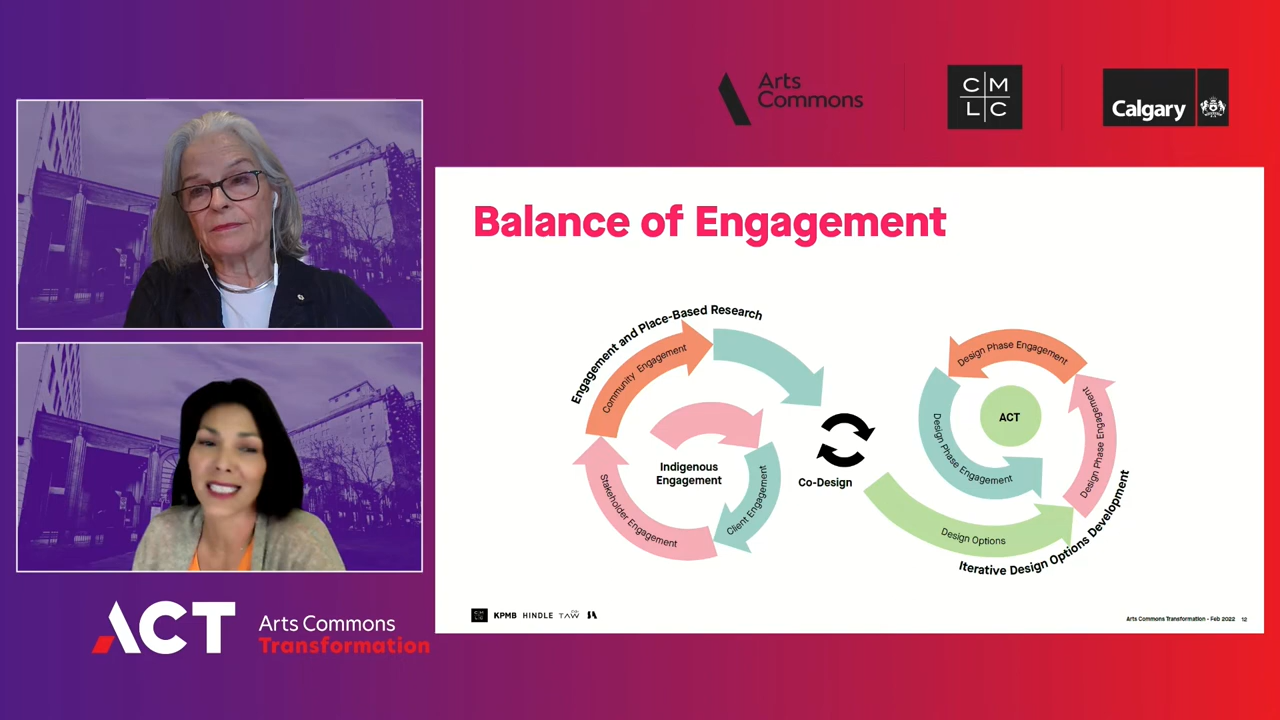 Arts
Commons
CM
LC
Calgary
Balance of Engagement
Engagement and Place-Based Research
Community Engagement
Indigenous
Engagement
Client Engagement
Stakeholder Engagement
Co-Design
Design Phase Engagement
ACT
Design Phase Engagement
Design Phase Engagement
Design Options
Iterative Design Options Development
KPMB HINDLE TAW
Arts Commons Transformation - Feb 2022 12
ACT
Arts Commons
Transformation